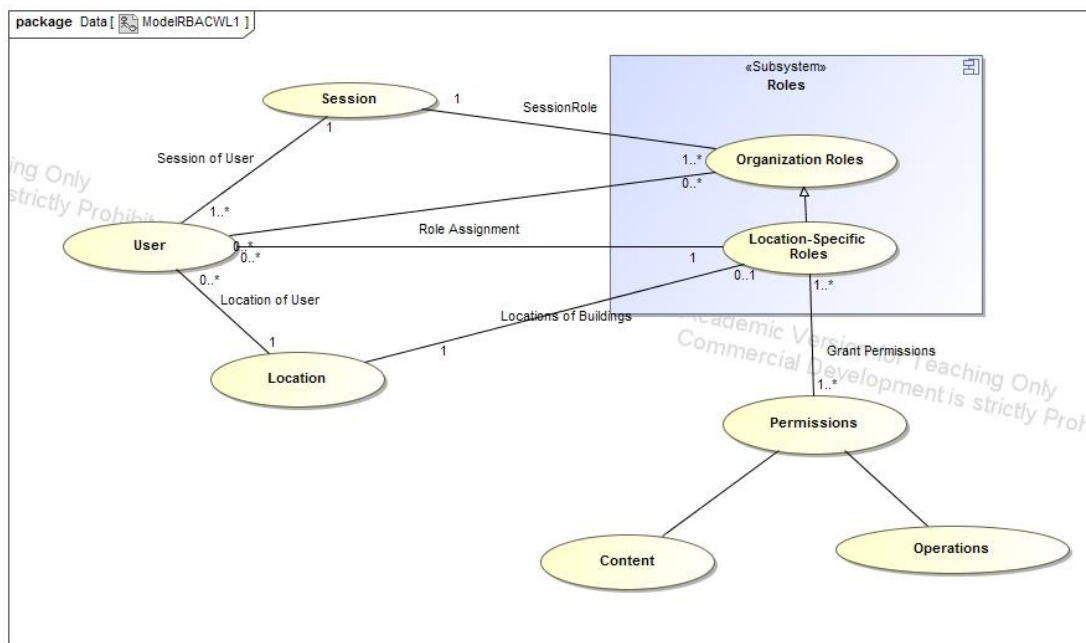 package Data [ ModelRBACWL1 ]
«Subsystem»
Roles
Session
1
SessionRole
1
Session of User
1..*
Organization Roles
0..*
1..*
User
0..*
0..*
Role Assignment
1
Location-Specific
Roles
0..1
1..*
0..*
Location of User
1
Locations of Buildings
1
Location
Grant Permissions
1..*
Permissions
Content
Operations
ing Only
strictly Prohibit
Academic Version for Teaching Only
Commercial Development is strictly Proh